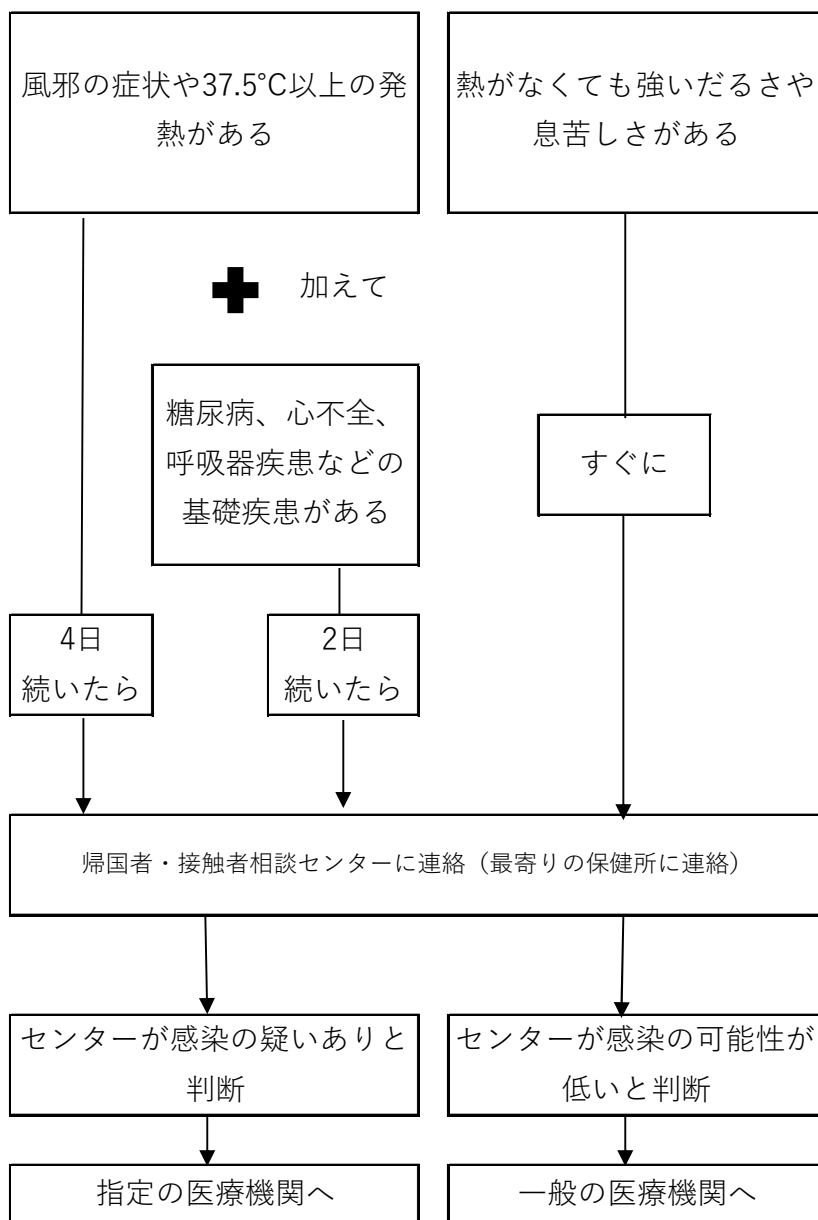 風邪の症状や37.5℃以上の発
熱がある
熱がなくても強いだるさや
息苦しさがある
加えて
糖尿病、心不全、
呼吸器疾患などの
基礎疾患がある
すぐに
4日
続いたら
2日
続いたら
帰国者・接触者相談センターに連絡（最寄りの保健所に連絡）
センターが感染の疑いありと
判断
センターが感染の可能性が
低いと判断
指定の医療機関へ
一般の医療機関へ